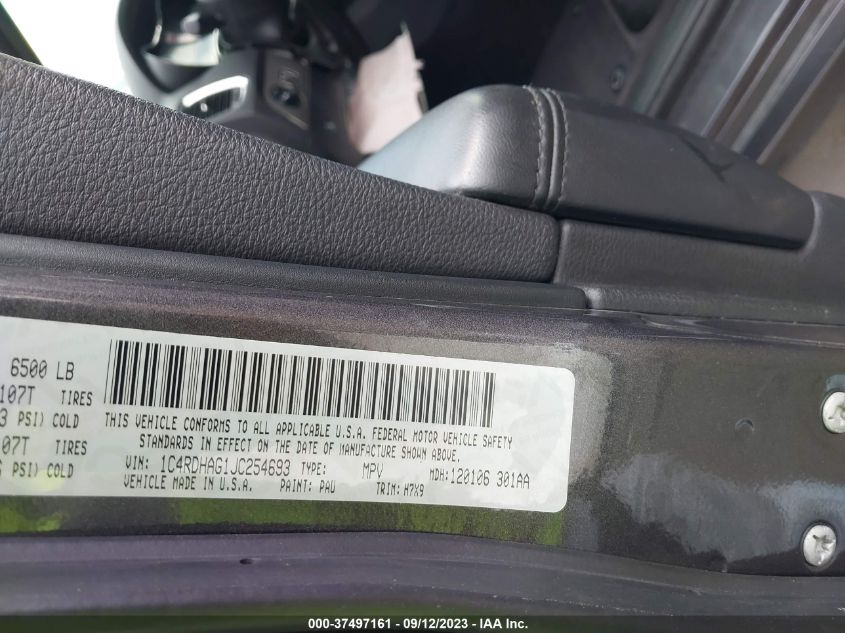 6500 LB
107T TIRES
3 PSI) COLD
07T TIRES
PSI) COLD
THIS VEHICLE CONFORMS TO ALL APPLICABLE U.S.A. FEDERAL MOTOR VEHICLE SAFETY
STANDARDS IN EFFECT ON THE DATE OF MANUFACTURE SHOWN ABOVE.
VIN: 1C4RDHAG1JC254693 TYPE: MPV MDH: 120106 301AA
VEHICLE MADE IN U.S.A. PAINT: PAU TRIM: M7X9
000-37497161 - 09/12/2023 - IAA Inc.